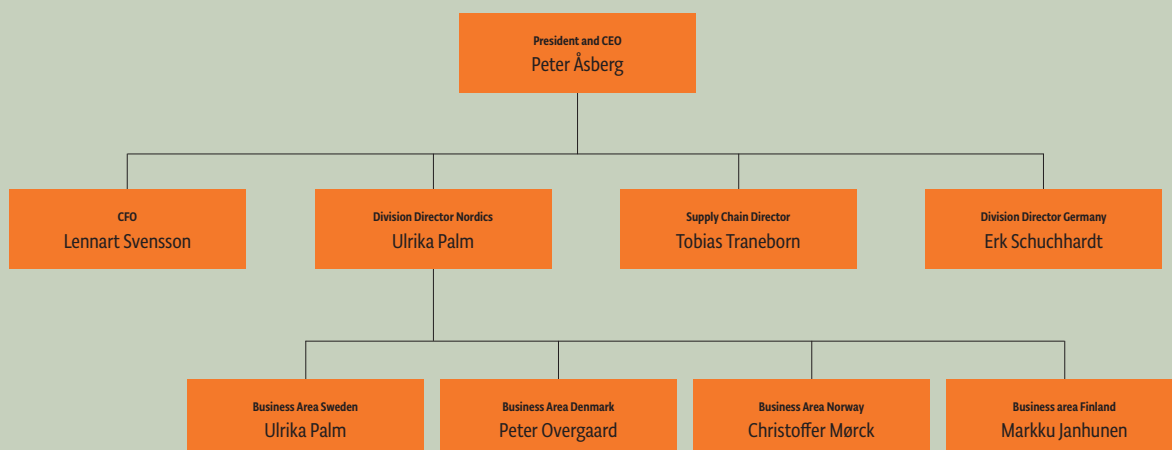 President and CEO
Peter Åsberg
CFO
Lennart Svensson
Division Director Nordics
Ulrika Palm
Supply Chain Director
Tobias Traneborn
Division Director Germany
Erk Schuchhardt
Business Area Sweden
Ulrika Palm
Business Area Denmark
Peter Overgaard
Business Area Norway
Christoffer Mørck
Business area Finland
Markku Janhunen